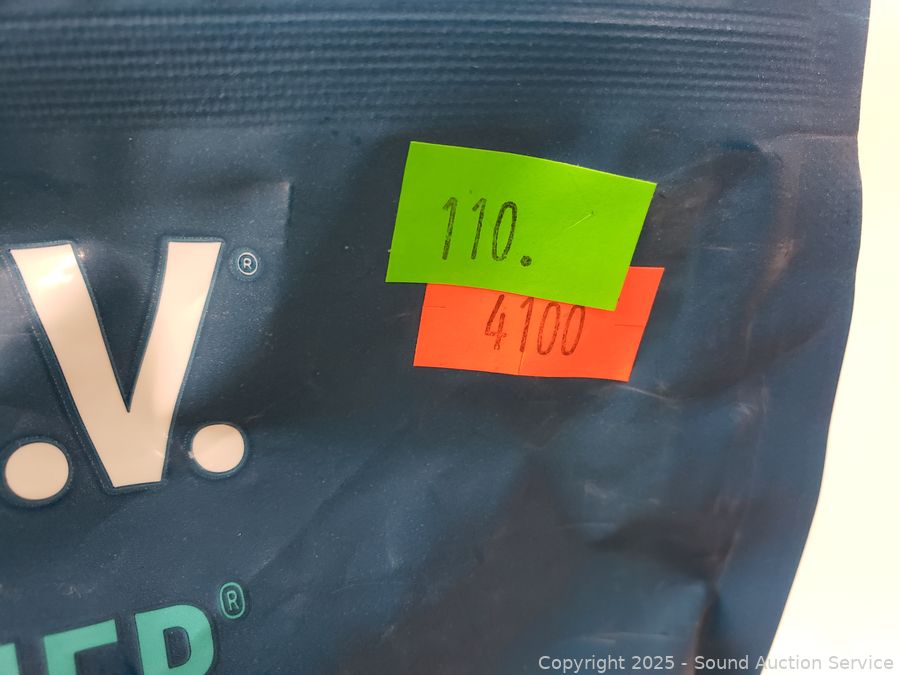 110.
4100
.V.®
®
Copyright 2025 - Sound Auction Service